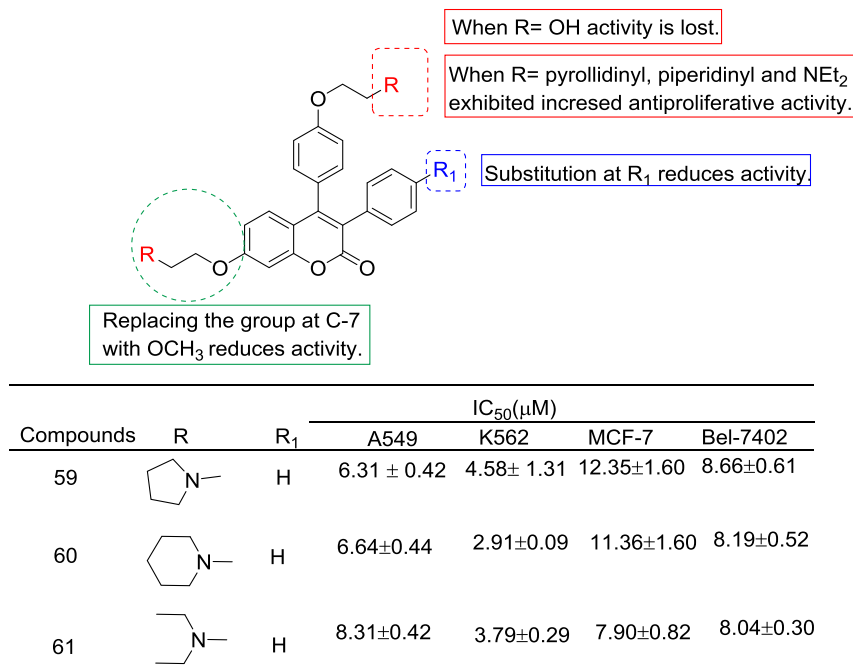 When R= OH activity is lost.
When R= pyrollidinyl, piperidinyl and NEt2
exhibited incresed antiproliferative activity.
R
O
R1
Substitution at R1 reduces activity.
R
O
O
O
Replacing the group at C-7
with OCH3 reduces activity.
IC50(μM)
Compounds R R1 A549 K562 MCF-7 Bel-7402
59 N H 6.31 ± 0.42 4.58± 1.31 12.35±1.60 8.66±0.61
60 N H 6.64±0.44 2.91±0.09 11.36±1.60 8.19±0.52
61 N H 8.31±0.42 3.79±0.29 7.90±0.82 8.04±0.30